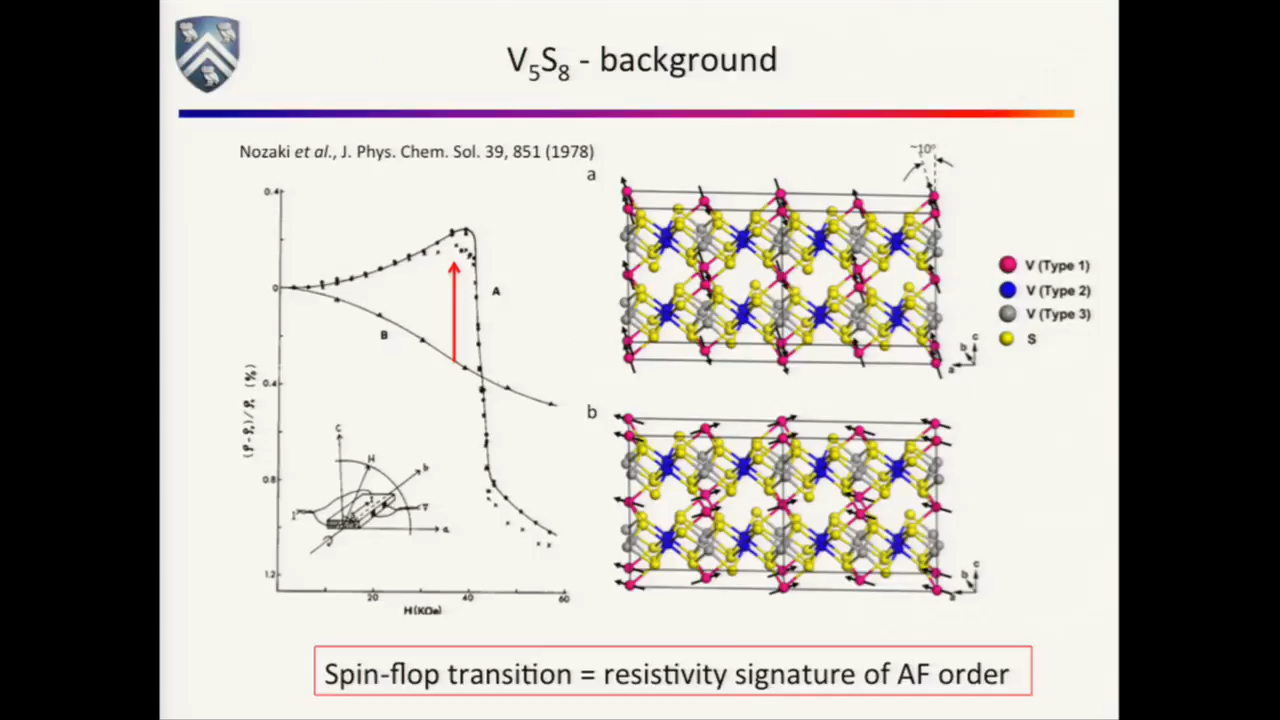 V5S8 - background
Nozaki et al., J. Phys. Chem. Sol. 39, 851 (1978)
a
~10°
0.4
0
0.4
0.8
1.2
A
B
20
40
60
H(KOe)
c
H
b
a
I
V (Type 1)
V (Type 2)
V (Type 3)
S
c
b
a
b
c
b
a
Spin-flop transition = resistivity signature of AF order